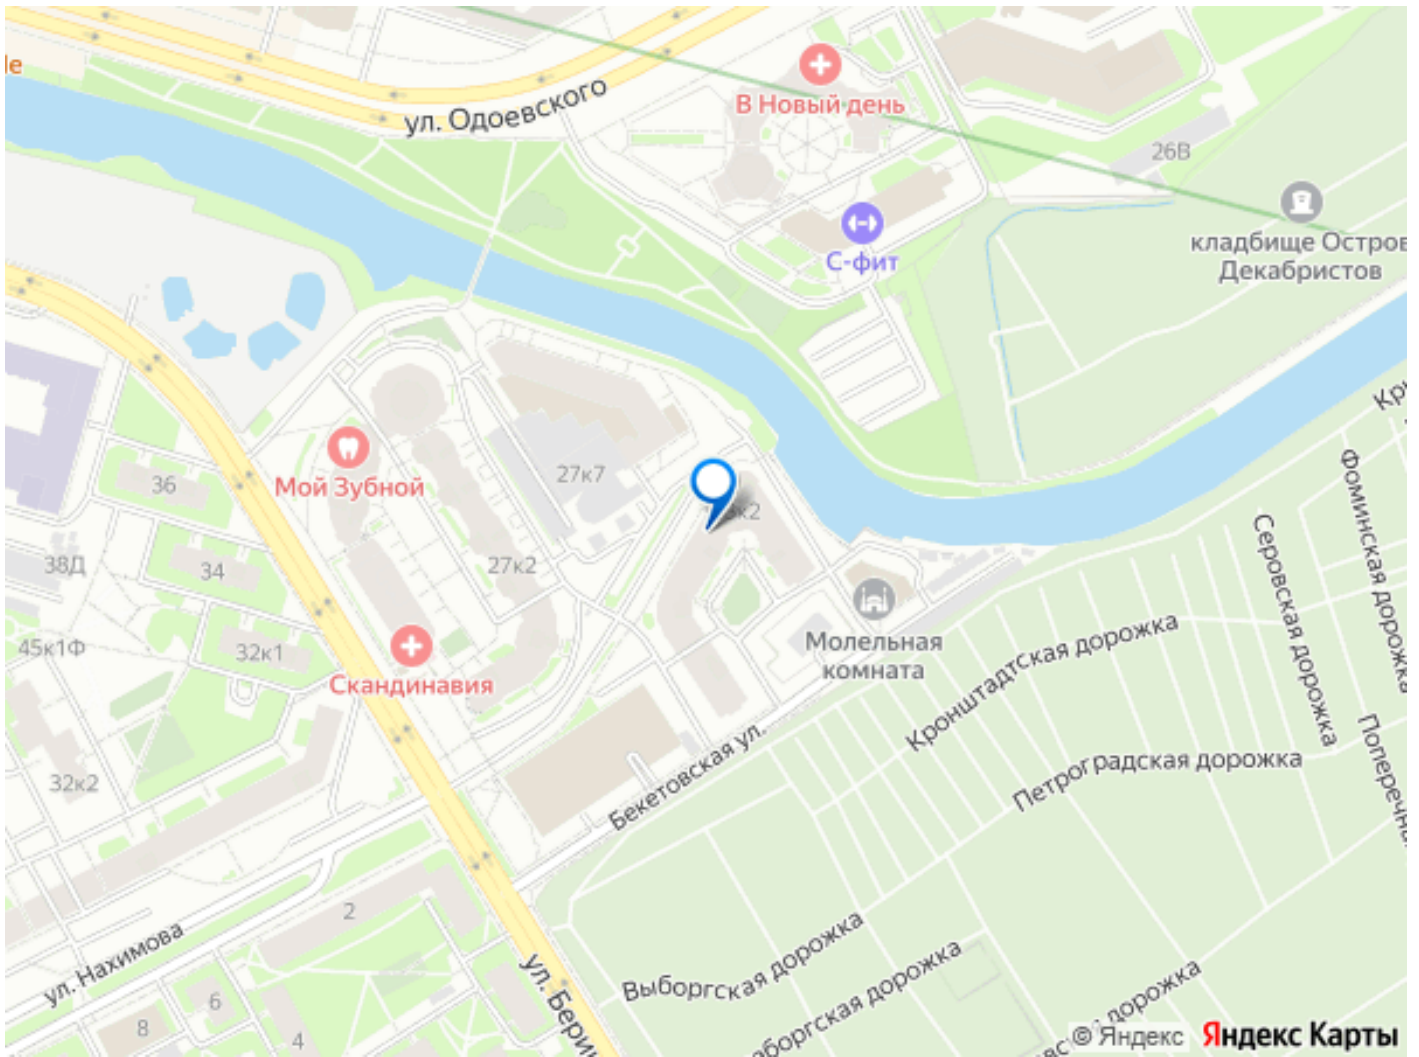 ул. Одоевского
В Новый день
26В
С-фит
кладбище Остров
Декабристов
Мой Зубной
27к7
36
38Д
34
27к2
45к1Ф
32к1
Скандинавия
Молельная
комната
Фоминская дорожка
Серовская дорожка
Кронштадтская дорожка
Петроградская дорожка
Бекетовская ул.
32к2
2
ул. Нахимова
6
8
4
Выборгская дорожка
дорожка
© Яндекс
Яндекс Карты